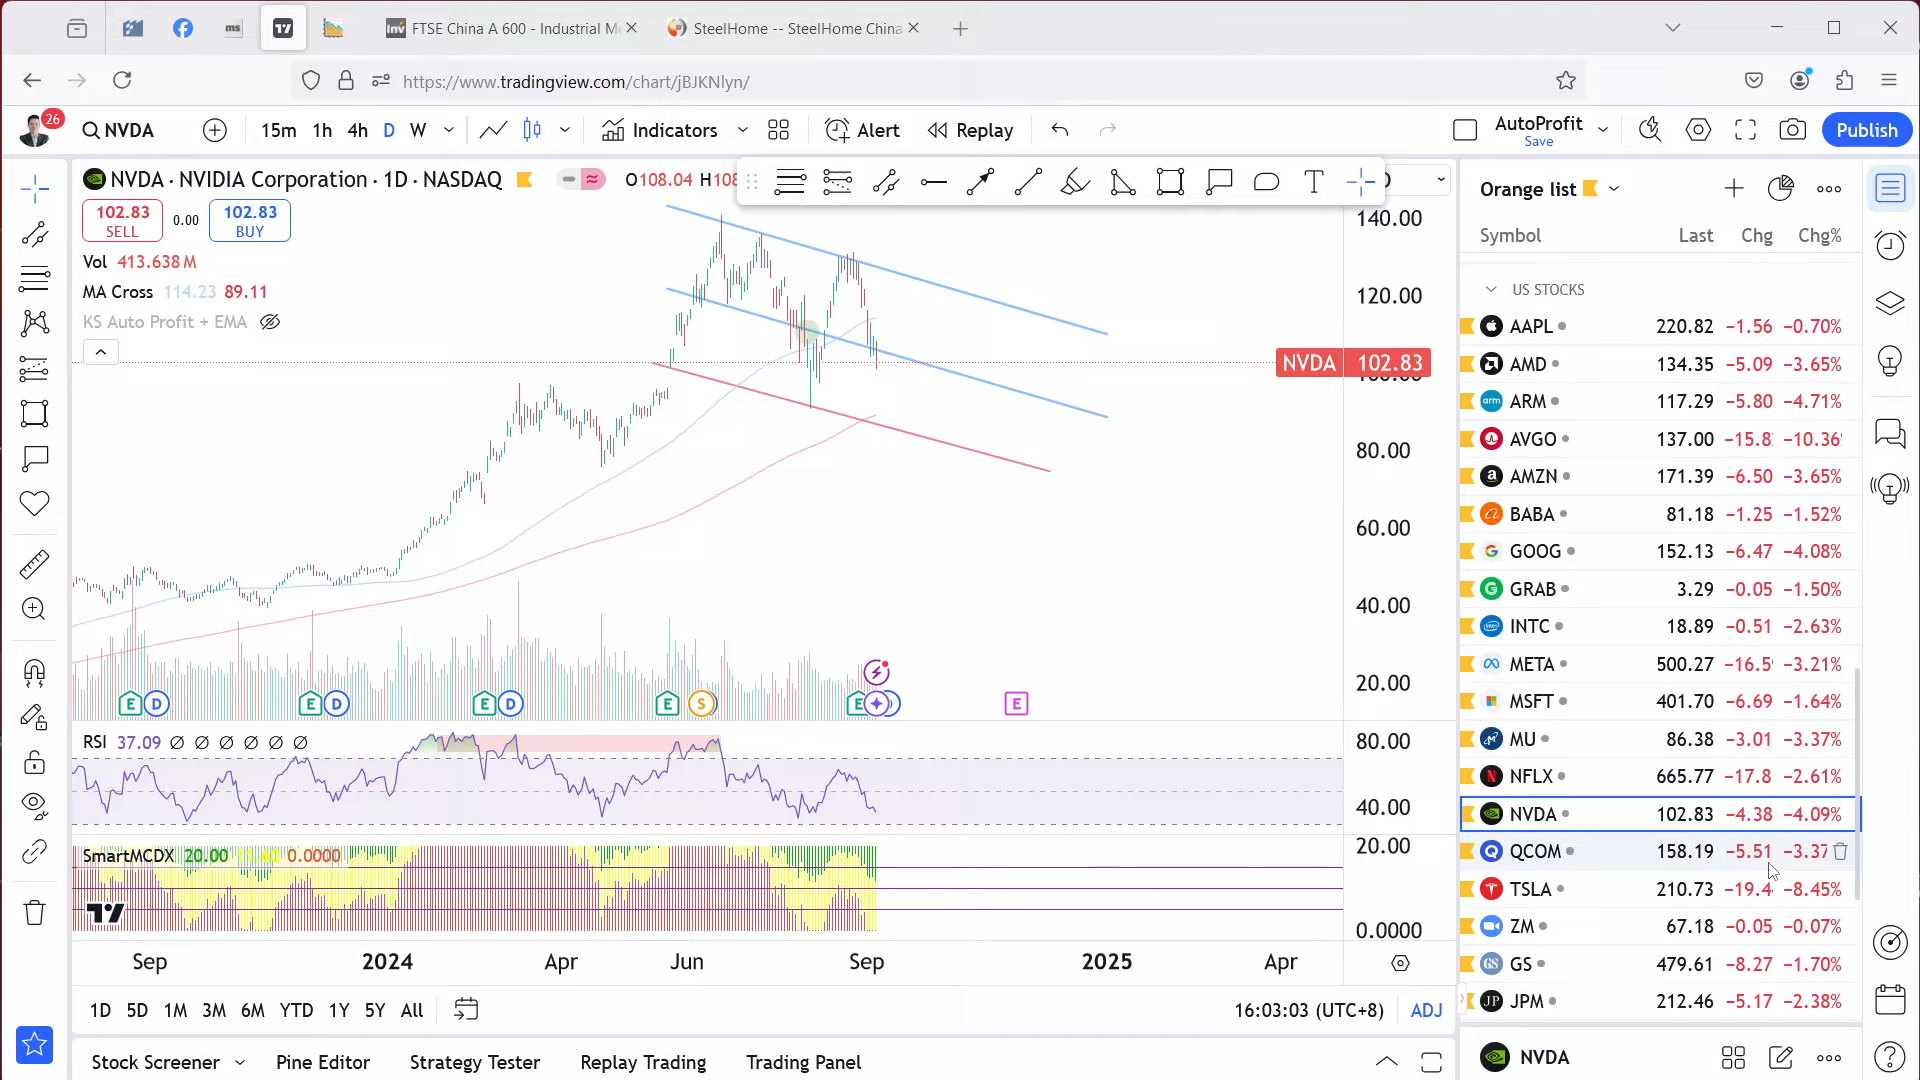 ms
inv FTSE China A 600 - Industrial M
SteelHome -- SteelHome China
https://www.tradingview.com/chart/jBJKNlyn/
26
NVDA
15m 1h 4h D W
Indicators
Alert
Replay
AutoProfit
Save
Publish
NVDA · NVIDIA Corporation · 1D · NASDAQ
O108.04 H108
102.83
SELL
0.00
102.83
BUY
Vol 413.638M
MA Cross 114.23 89.11
KS Auto Profit + EMA
140.00
120.00
NVDA 102.83
100.00
80.00
60.00
40.00
20.00
E D E D E D E S E E
RSI 37.09 Ø Ø Ø Ø Ø Ø
80.00
40.00
SmartMCDX 20.00 0.0000
20.00
0.0000
Sep 2024 Apr Jun Sep 2025 Apr
1D 5D 1M 3M 6M YTD 1Y 5Y All
16:03:03 (UTC+8) ADJ
Stock Screener Pine Editor Strategy Tester Replay Trading Trading Panel
Orange list
Symbol Last Chg Chg%
US STOCKS
AAPL 220.82 −1.56 −0.70%
AMD 134.35 −5.09 −3.65%
arm ARM 117.29 −5.80 −4.71%
AVGO 137.00 −15.8 −10.36
AMZN 171.39 −6.50 −3.65%
BABA 81.18 −1.25 −1.52%
GOOG 152.13 −6.47 −4.08%
GRAB 3.29 −0.05 −1.50%
intel INTC 18.89 −0.51 −2.63%
META 500.27 −16.5 −3.21%
MSFT 401.70 −6.69 −1.64%
MU 86.38 −3.01 −3.37%
NFLX 665.77 −17.8 −2.61%
NVDA 102.83 −4.38 −4.09%
QCOM 158.19 −5.51 −3.37
TSLA 210.73 −19.4 −8.45%
ZM 67.18 −0.05 −0.07%
GS GS 479.61 −8.27 −1.70%
JP JPM 212.46 −5.17 −2.38%
NVDA